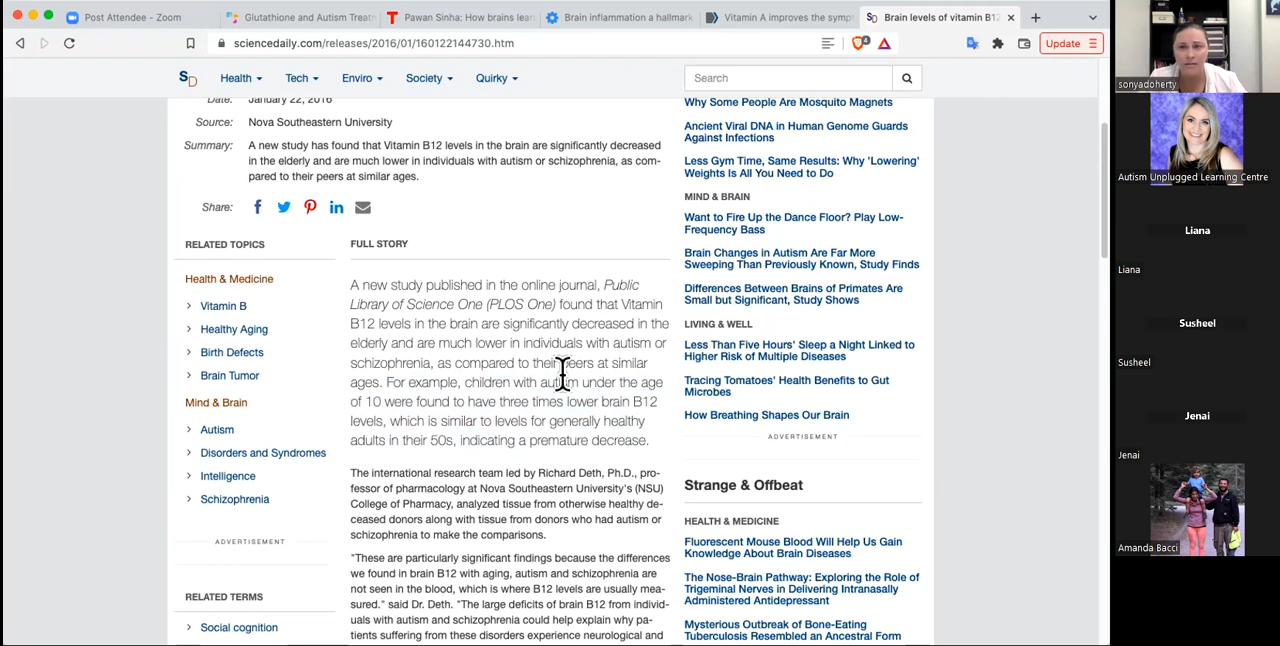 Post Attendee - Zoom
Glutathione and Autism Treatm
Pawan Sinha: How brains lear
Brain inflammation a hallmark
Vitamin A improves the symp
Brain levels of vitamin B12
sciencedaily.com/releases/2016/01/160122144730.htm
4
Update
SD
Health
Tech
Enviro
Society
Quirky
Search
Date: January 22, 2016
Source: Nova Southeastern University
Summary: A new study has found that Vitamin B12 levels in the brain are significantly decreased
in the elderly and are much lower in individuals with autism or schizophrenia, as com-
pared to their peers at similar ages.
Share:
RELATED TOPICS
Health & Medicine
Vitamin B
Healthy Aging
Birth Defects
Brain Tumor
Mind & Brain
Autism
Disorders and Syndromes
Intelligence
Schizophrenia
ADVERTISEMENT
RELATED TERMS
Social cognition
FULL STORY
A new study published in the online journal, Public
Library of Science One (PLOS One) found that Vitamin
B12 levels in the brain are significantly decreased in the
elderly and are much lower in individuals with autism or
schizophrenia, as compared to their peers at similar
ages. For example, children with autism under the age
of 10 were found to have three times lower brain B12
levels, which is similar to levels for generally healthy
adults in their 50s, indicating a premature decrease.
The international research team led by Richard Deth, Ph.D., pro-
fessor of pharmacology at Nova Southeastern University's (NSU)
College of Pharmacy, analyzed tissue from otherwise healthy de-
ceased donors along with tissue from donors who had autism or
schizophrenia to make the comparisons.
"These are particularly significant findings because the differences
we found in brain B12 with aging, autism and schizophrenia are
not seen in the blood, which is where B12 levels are usually mea-
sured." said Dr. Deth. "The large deficits of brain B12 from individ-
uals with autism and schizophrenia could help explain why pa-
tients suffering from these disorders experience neurological and
Why Some People Are Mosquito Magnets
Ancient Viral DNA in Human Genome Guards
Against Infections
Less Gym Time, Same Results: Why 'Lowering'
Weights Is All You Need to Do
MIND & BRAIN
Want to Fire Up the Dance Floor? Play Low-
Frequency Bass
Brain Changes in Autism Are Far More
Sweeping Than Previously Known, Study Finds
Differences Between Brains of Primates Are
Small but Significant, Study Shows
LIVING & WELL
Less Than Five Hours' Sleep a Night Linked to
Higher Risk of Multiple Diseases
Tracing Tomatoes' Health Benefits to Gut
Microbes
How Breathing Shapes Our Brain
ADVERTISEMENT
Strange & Offbeat
HEALTH & MEDICINE
Fluorescent Mouse Blood Will Help Us Gain
Knowledge About Brain Diseases
The Nose-Brain Pathway: Exploring the Role of
Trigeminal Nerves in Delivering Intranasally
Administered Antidepressant
Mysterious Outbreak of Bone-Eating
Tuberculosis Resembled an Ancestral Form
sonyadoherty
Autism Unplugged Learning Centre
Liana
Liana
Susheel
Susheel
Jenai
Jenai
Amanda Bacci